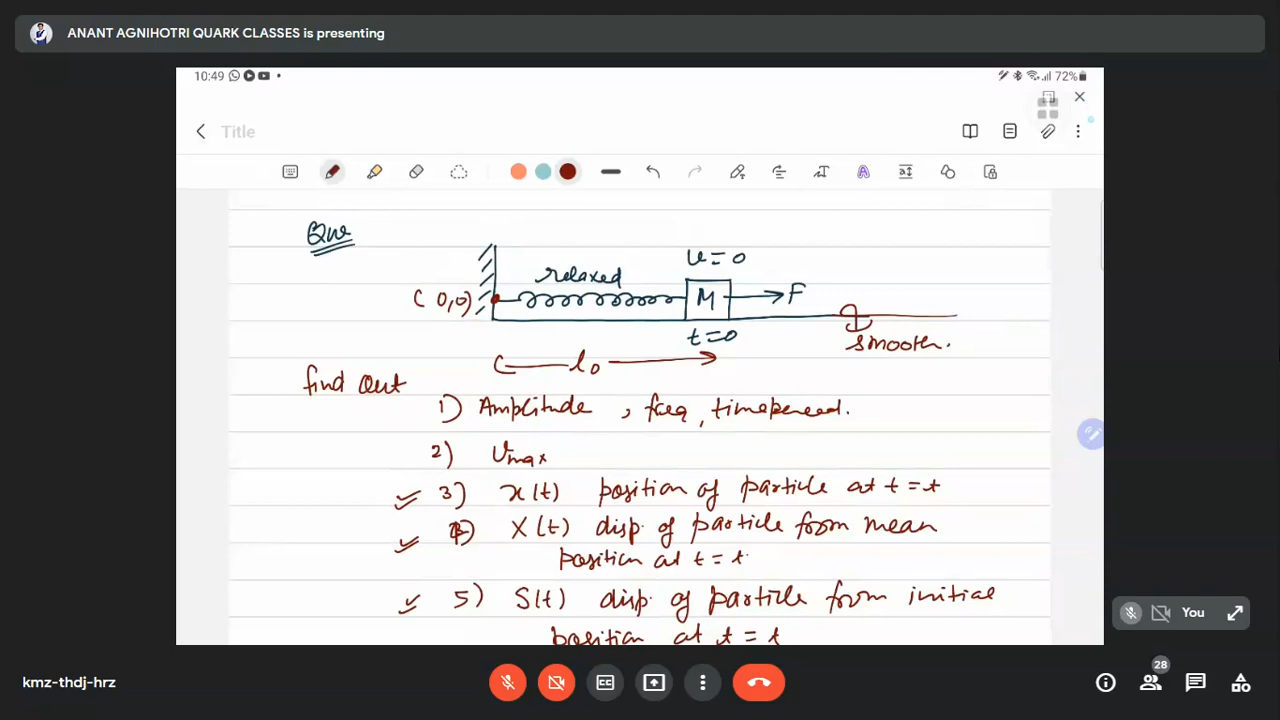 ANANT AGNIHOTRI QUARK CLASSES is presenting
10:49
72%
Title
Que
relaxed
u = 0
(0,0)
M
F
t = 0
smooth.
l0
find out
1) Amplitude, freq, timepereod.
2) Vmax
3) x(t) position of particle at t = t
4) X(t) disp. of particle from mean
position at t = t
5) S(t) disp. of particle from initial
position at t = t
You
kmz-thdj-hrz
28